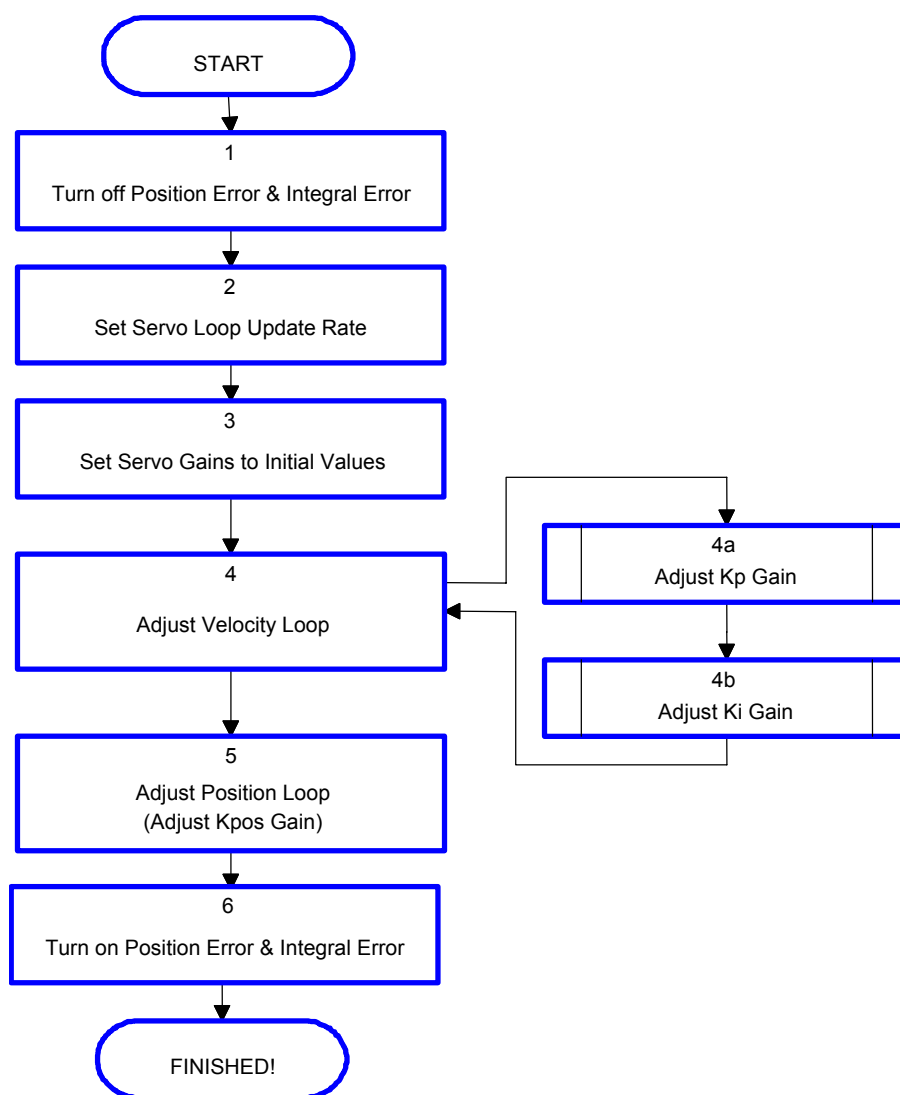 START
1
Turn off Position Error & Integral Error
2
Set Servo Loop Update Rate
3
Set Servo Gains to Initial Values
4
Adjust Velocity Loop
4a
Adjust Kp Gain
4b
Adjust Ki Gain
5
Adjust Position Loop
(Adjust Kpos Gain)
6
Turn on Position Error & Integral Error
FINISHED!